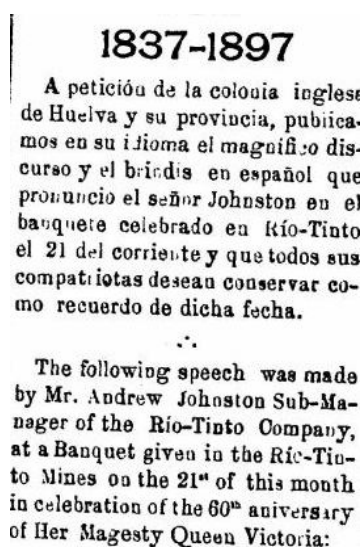 1837-1897
A petición de la colonia inglese
de Huelva y su provincia, publica-
mos en su idioma el magnífico dis-
curso y el brindis en español que
pronunció el señor Johnston en el
banquete celebrado en Río-Tinto
el 21 del corriente y que todos sus
compatriotas desean conservar co-
mo recuerdo de dicha fecha.
The following speech was made
by Mr. Andrew Johnston Sub-Ma-
nager of the Río-Tinto Company,
at a Banquet given in the Río-Tin-
to Mines on the 21st of this month
in celebration of the 60th aniversary
of Her Magesty Queen Victoria: